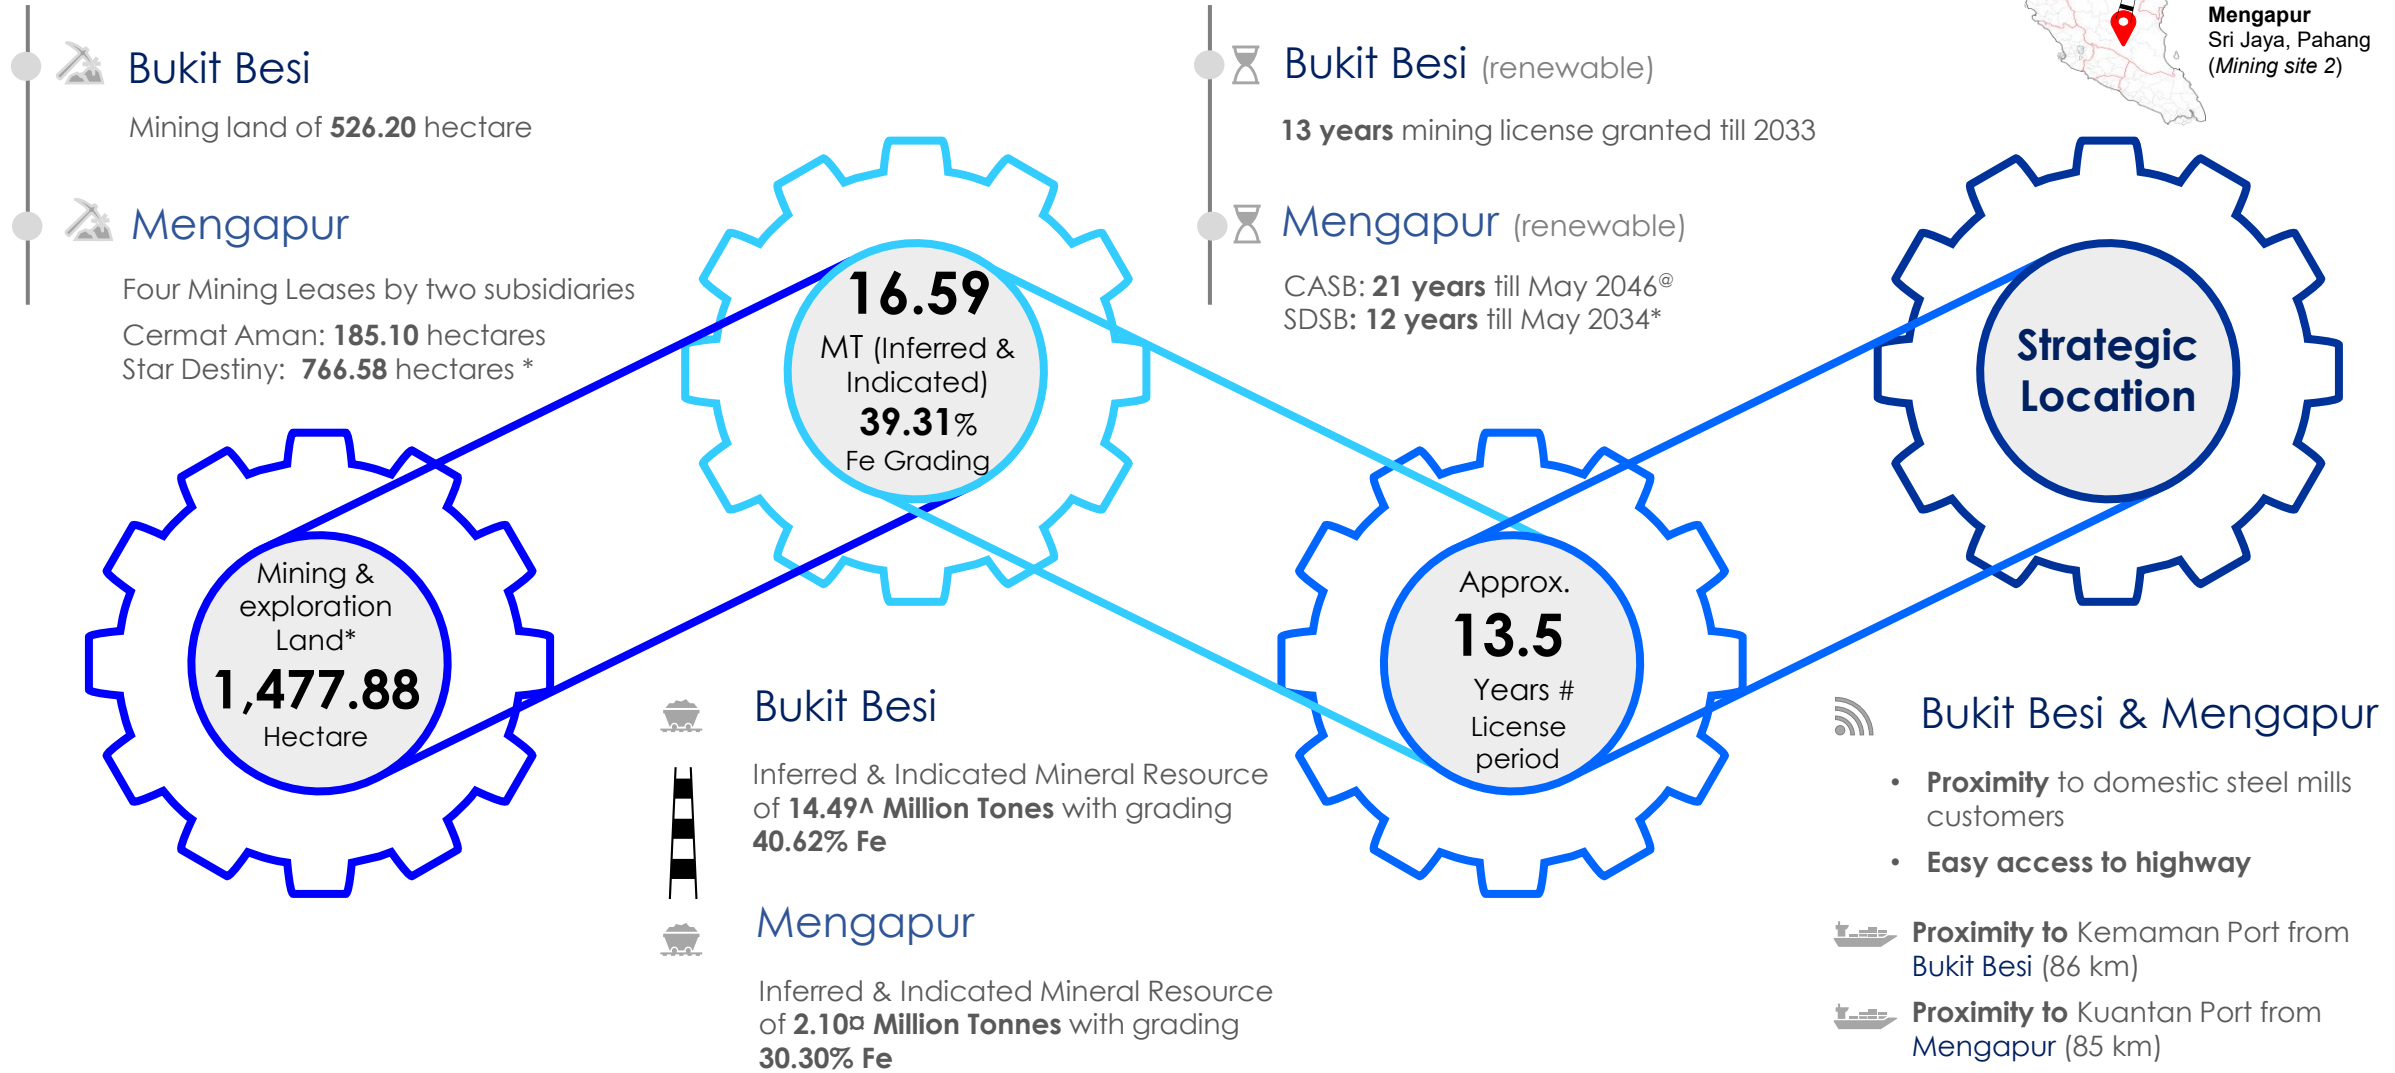 Bukit Besi
Mining land of 526.20 hectare
Mengapur
Four Mining Leases by two subsidiaries
Cermat Aman: 185.10 hectares
Star Destiny: 766.58 hectares *
Mining &
exploration
Land*
1,477.88
Hectare
16.59
MT (Inferred &
Indicated)
39.31%
Fe Grading
Bukit Besi
Inferred & Indicated Mineral Resource
of 14.49^ Million Tones with grading
40.62% Fe
Mengapur
Inferred & Indicated Mineral Resource
of 2.10¤ Million Tonnes with grading
30.30% Fe
Bukit Besi (renewable)
13 years mining license granted till 2033
Mengapur (renewable)
CASB: 21 years till May 2046@
SDSB: 12 years till May 2034*
Approx.
13.5
Years #
License
period
Mengapur
Sri Jaya, Pahang
(Mining site 2)
Strategic
Location
Bukit Besi & Mengapur
• Proximity to domestic steel mills
customers
• Easy access to highway
Proximity to Kemaman Port from
Bukit Besi (86 km)
Proximity to Kuantan Port from
Mengapur (85 km)